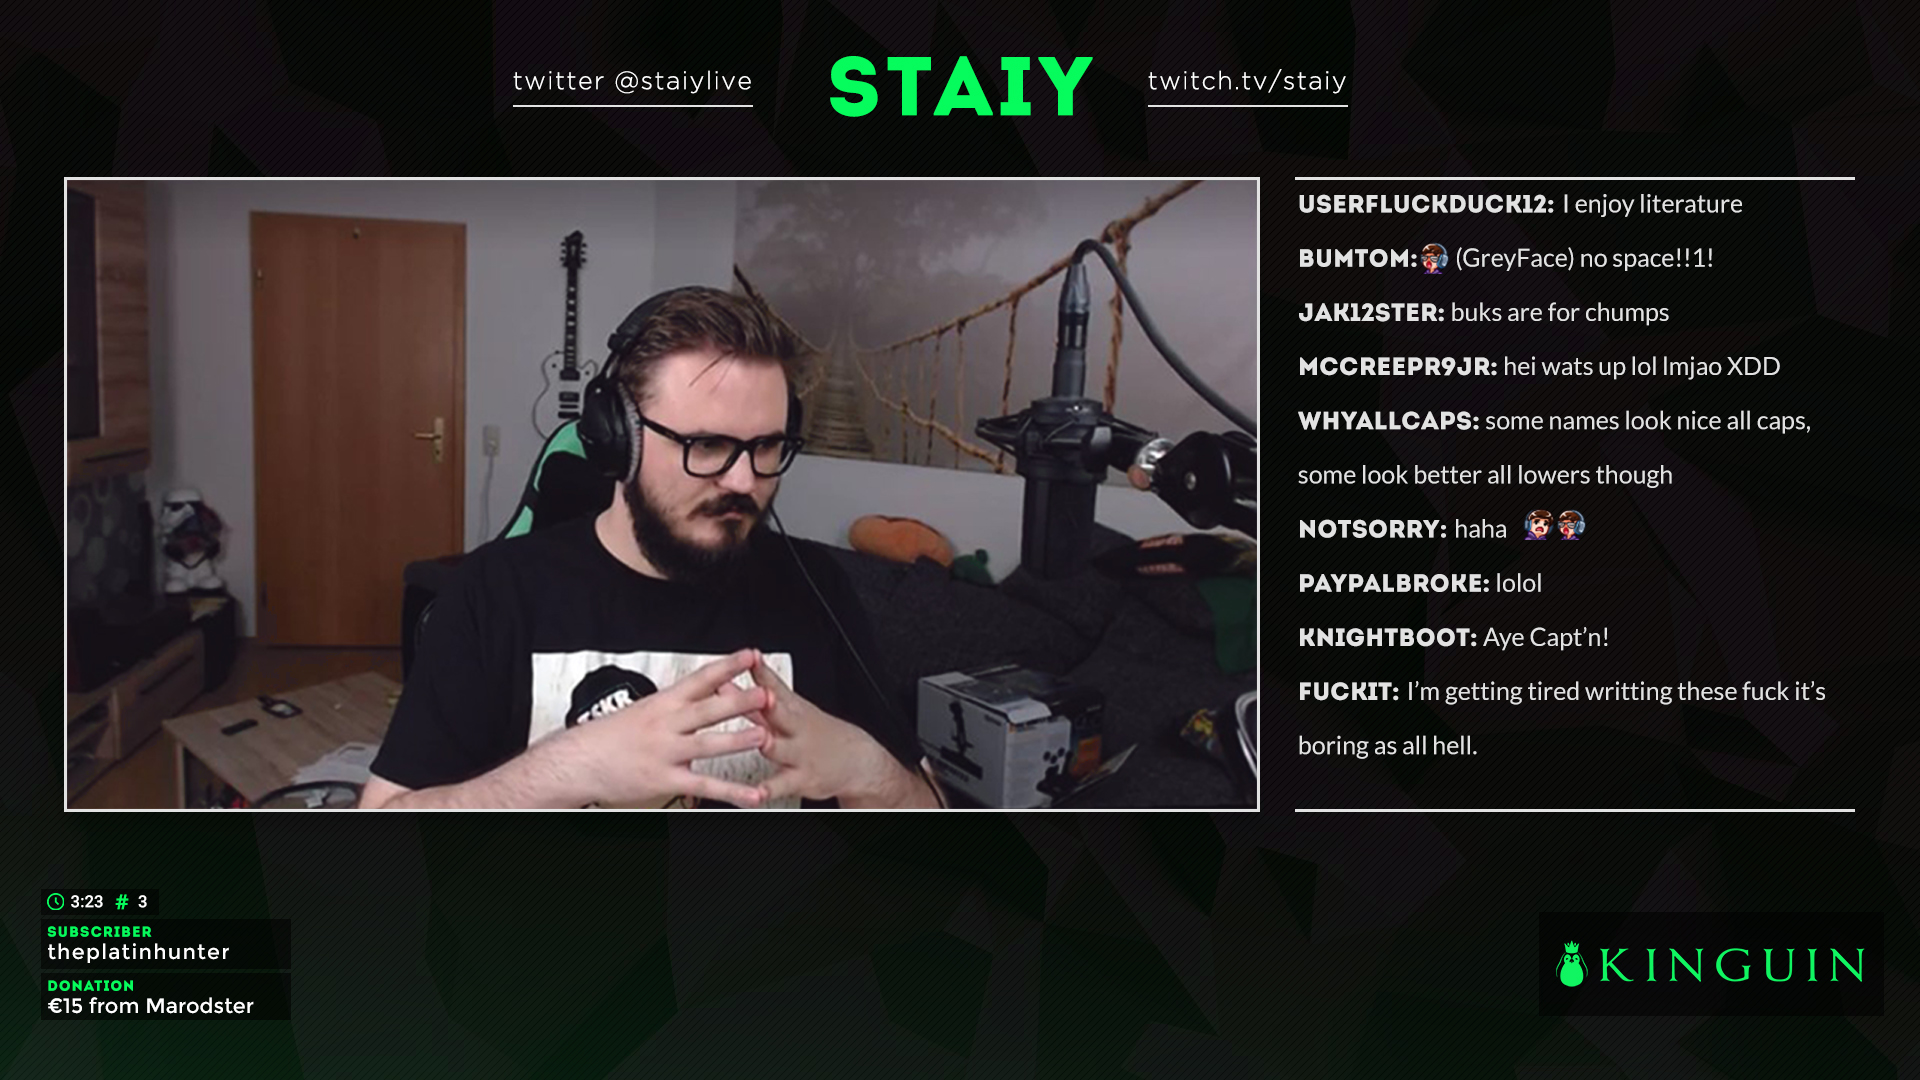 twitter @staiylive
STAIY
twitch.tv/staiy
USERFLUCKDUCK12: I enjoy literature
BUMTOM: (GreyFace) no space!!1!
JAK12STER: buks are for chumps
MCCREEPR9JR: hei wats up lol lmjao XDD
WHYALLCAPS: some names look nice all caps,
some look better all lowers though
NOTSORRY: haha
PAYPALBROKE: lolol
KNIGHTBOOT: Aye Capt’n!
FUCKIT: I’m getting tired writting these fuck it’s
boring as all hell.
3:23 # 3
SUBSCRIBER
theplatinhunter
DONATION
€15 from Marodster
KINGUIN